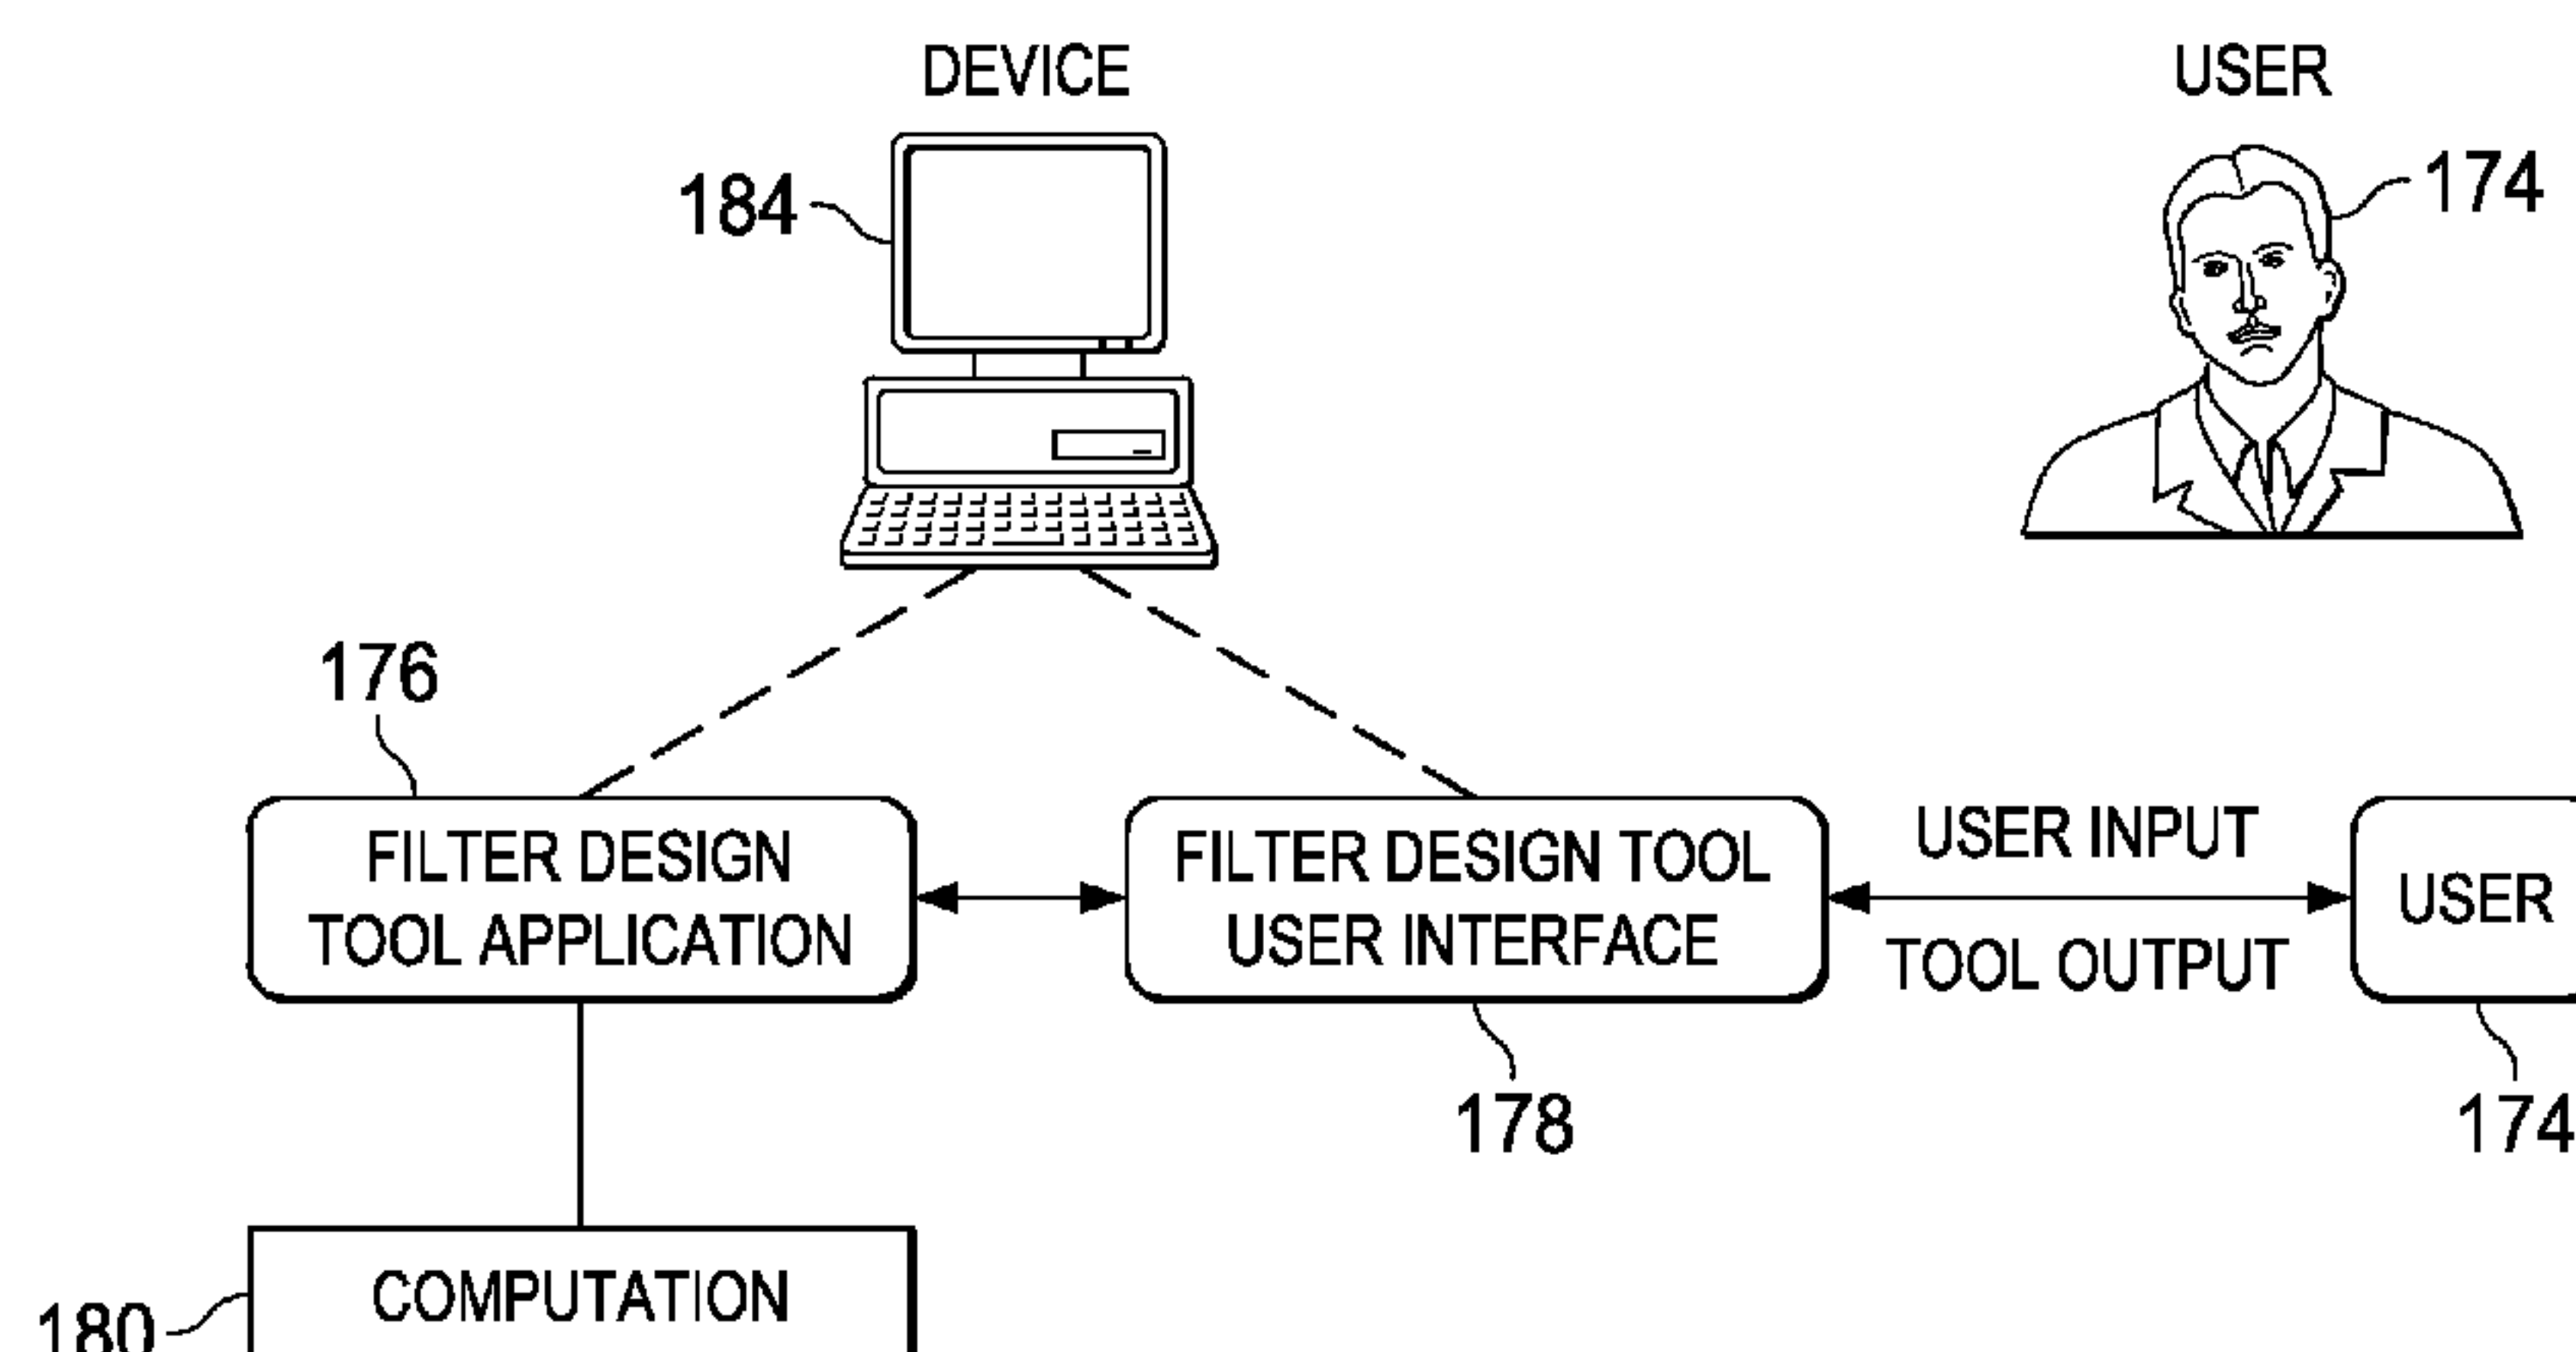 DEVICE
USER
184
174
176
FILTER DESIGN
TOOL APPLICATION
FILTER DESIGN TOOL
USER INTERFACE
USER INPUT
TOOL OUTPUT
USER
178
174
COMPUTATION
180